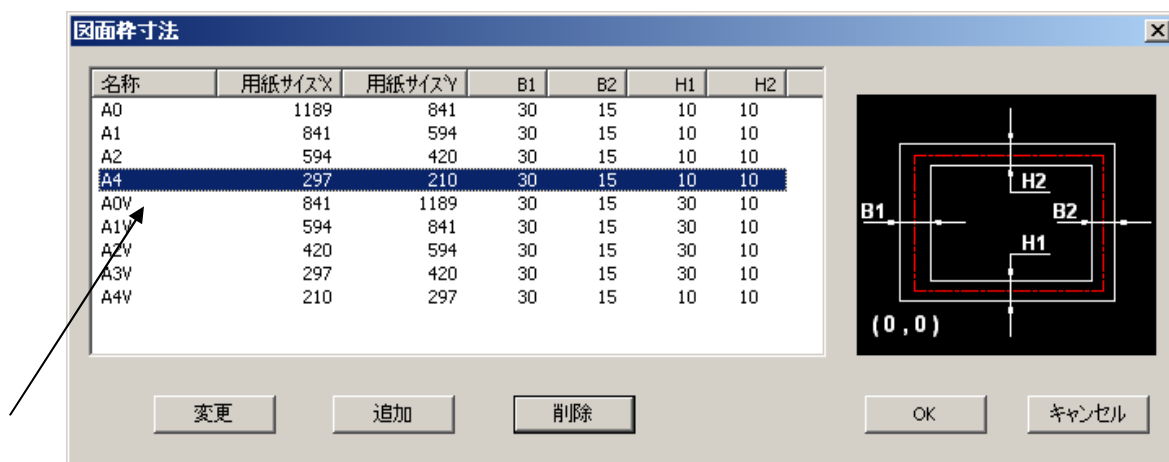 図面枠寸法
名称 用紙サイズX 用紙サイズY B1 B2 H1 H2
A0 1189 841 30 15 10 10
A1 841 594 30 15 10 10
A2 594 420 30 15 10 10
A4 297 210 30 15 10 10
A0V 841 1189 30 15 30 10
A1V 594 841 30 15 30 10
A2V 420 594 30 15 30 10
A3V 297 420 30 15 30 10
A4V 210 297 30 15 10 10
H2
B1 B2
H1
(0,0)
変更 追加 削除 OK キャンセル